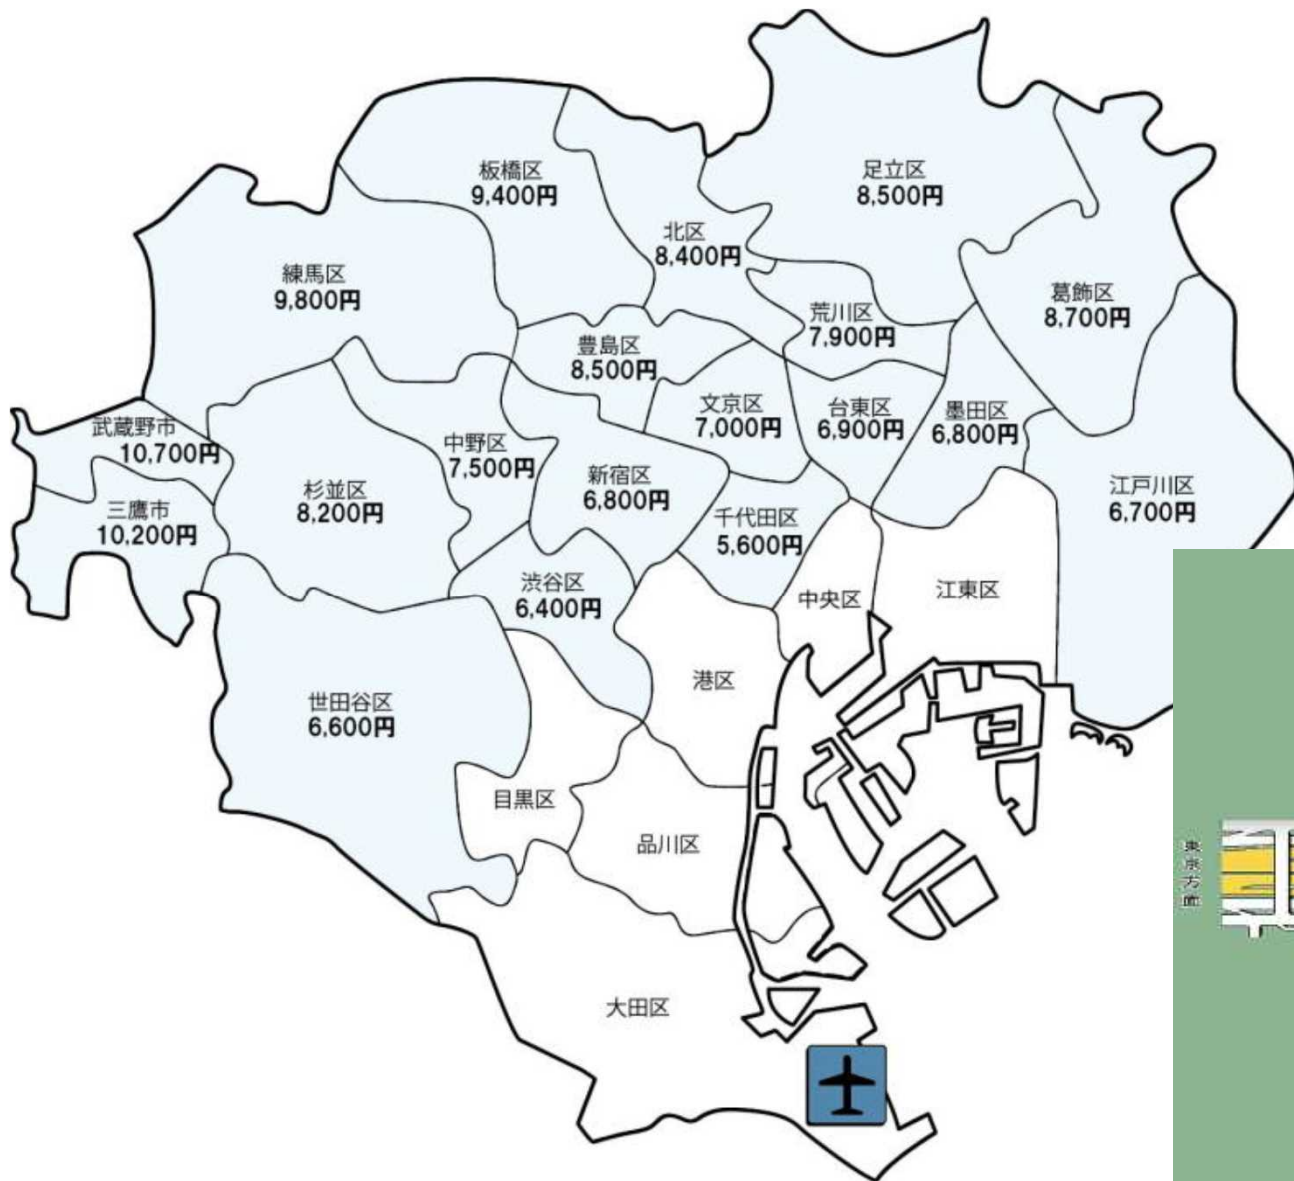 足立区
8,500円
板橋区
9,400円
北区
8,400円
練馬区
9,800円
葛飾区
8,700円
荒川区
7,900円
豊島区
8,500円
文京区
7,000円
台東区
6,900円
墨田区
6,800円
武蔵野市
10,700円
中野区
7,500円
新宿区
6,800円
杉並区
8,200円
江戸川区
6,700円
三鷹市
10,200円
千代田区
5,600円
渋谷区
6,400円
中央区
江東区
港区
世田谷区
6,600円
目黒区
品川区
東京方面
大田区